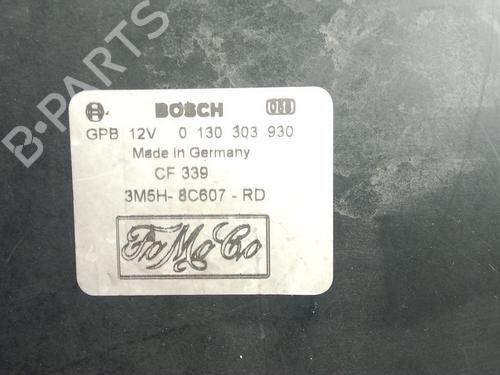 BOSCH
GPB 12V 0 130 303 930
Made in Germany
CF 339
3M5H-8C607-RD
FoMoCo
B-PARTS